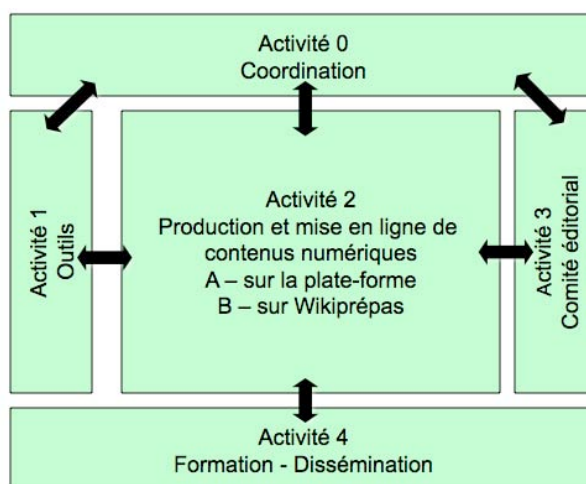 Activité 0
Coordination
Activité 1
Outils
Activité 2
Production et mise en ligne de
contenus numériques
A – sur la plate-forme
B – sur Wikiprépas
Activité 3
Comité éditorial
Activité 4
Formation - Dissémination